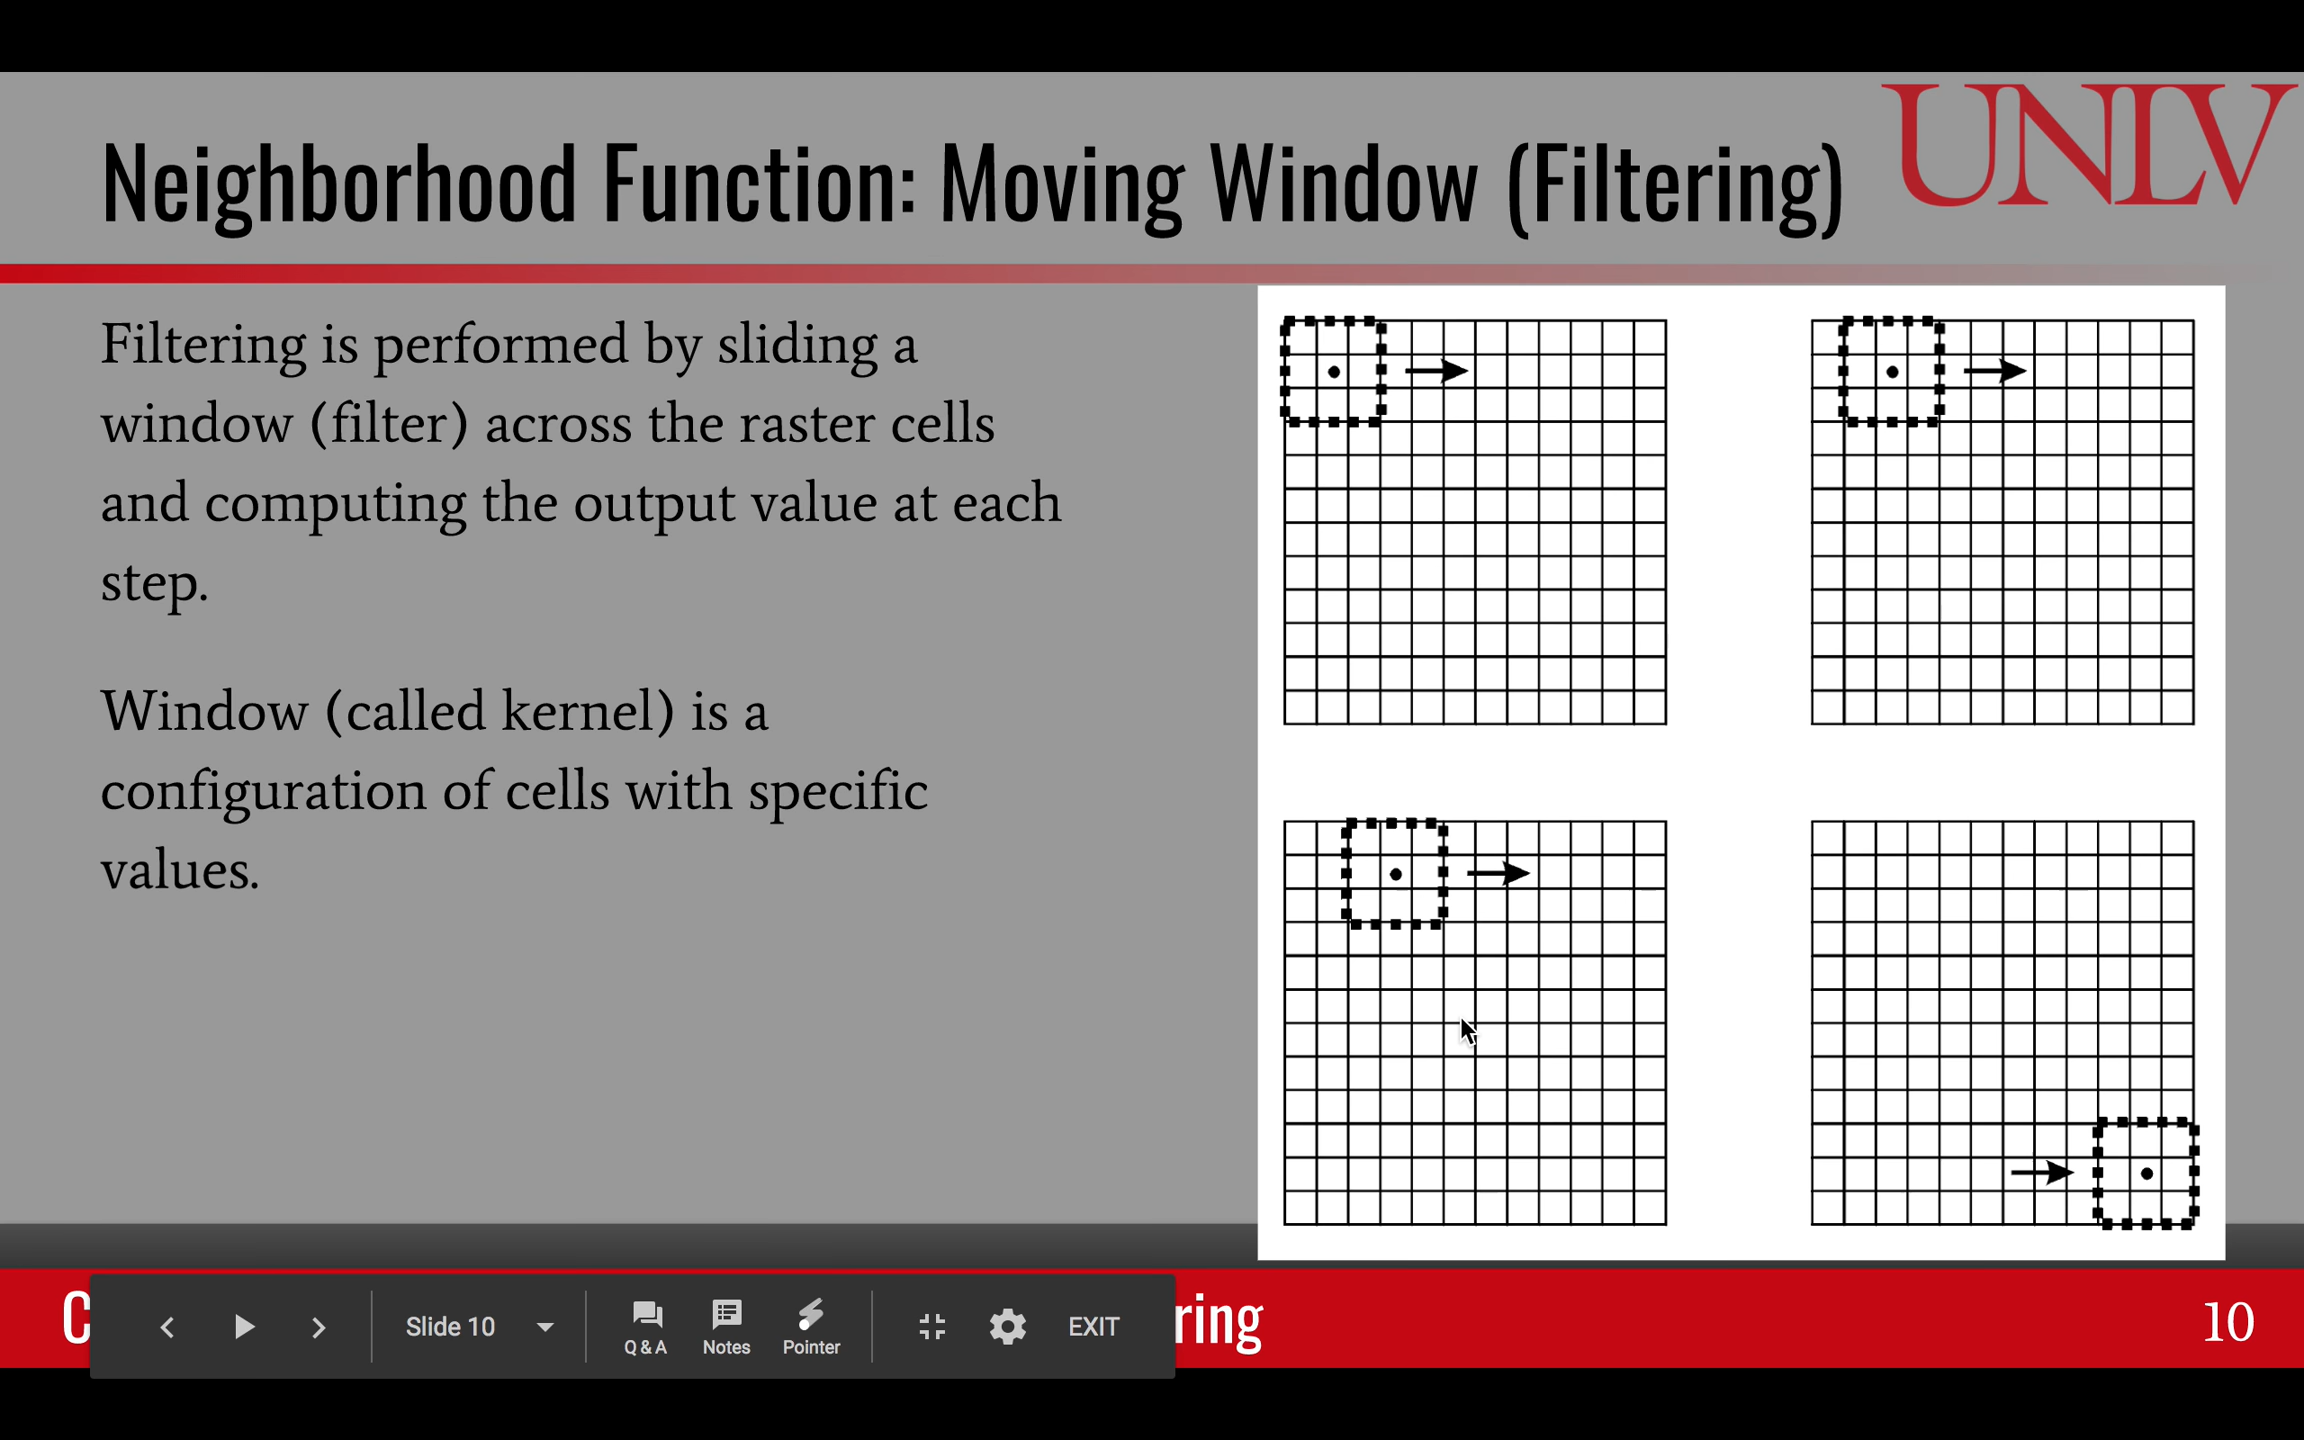 UNLV
Neighborhood Function: Moving Window (Filtering)
Filtering is performed by sliding a
window (filter) across the raster cells
and computing the output value at each
step.
Window (called kernel) is a
configuration of cells with specific
values.
Slide 10
Q & A
Notes
Pointer
EXIT
10